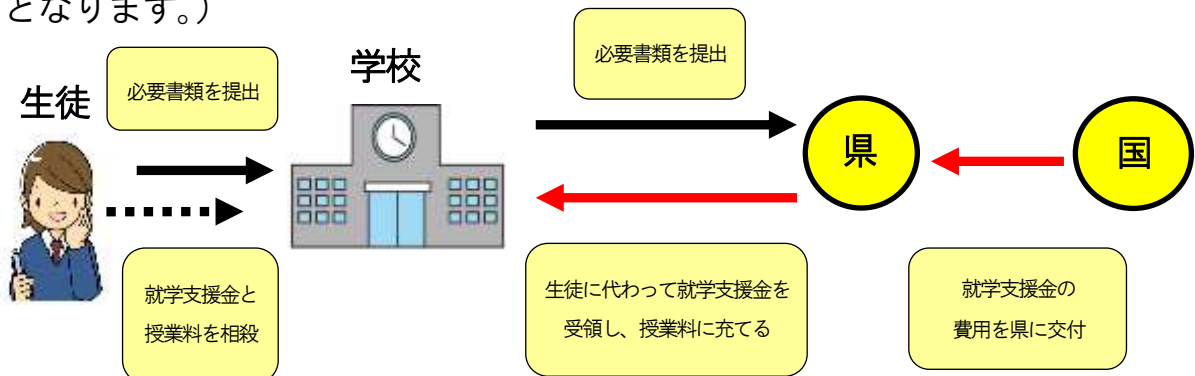 となります。）
必要書類を提出
学校
必要書類を提出
生徒
県
国
就学支援金と
授業料を相殺
生徒に代わって就学支援金を
受領し、授業料に充てる
就学支援金の
費用を県に交付